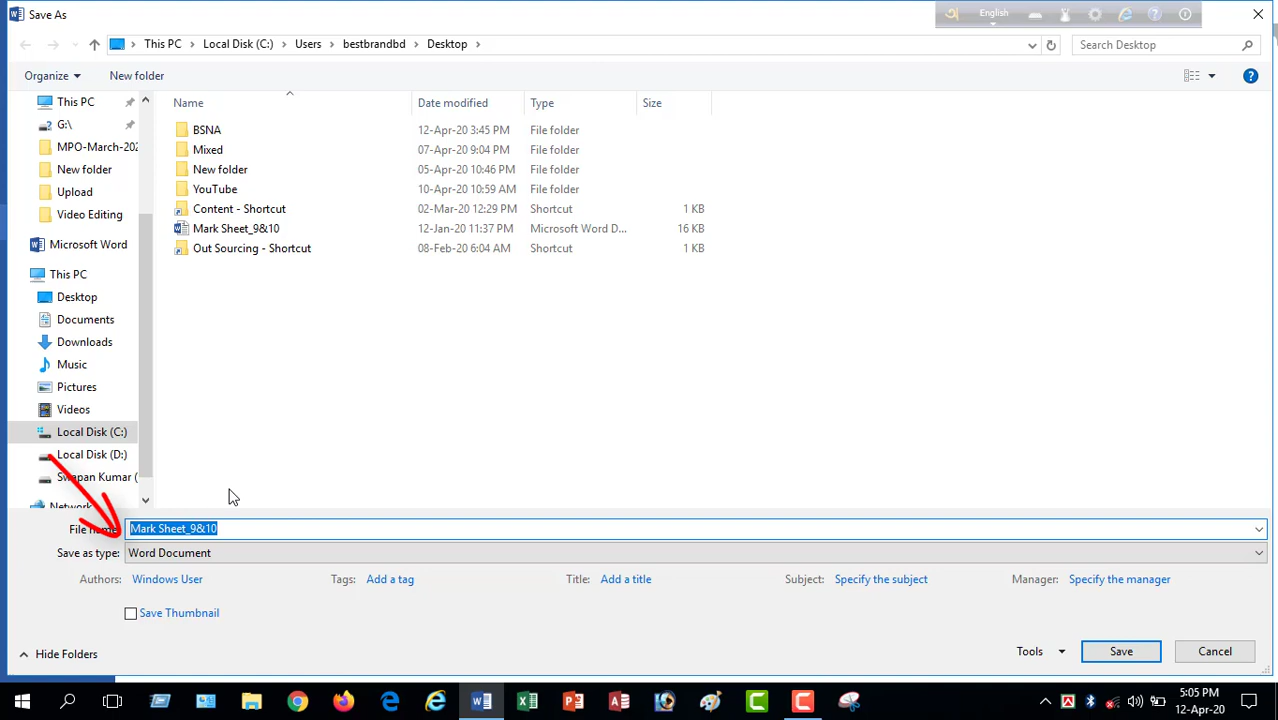 Save As
অ English
This PC Local Disk (C:) Users bestbrandbd Desktop Search Desktop
Organize New folder
Name Date modified Type Size
This PC
G:\
MPO-March-202
New folder
Upload
Video Editing
Microsoft Word
This PC
Desktop
Documents
Downloads
Music
Pictures
Videos
Local Disk (C:)
Local Disk (D:)
Swapan Kumar (
Network
BSNA 12-Apr-20 3:45 PM File folder
Mixed 07-Apr-20 9:04 PM File folder
New folder 05-Apr-20 10:46 PM File folder
YouTube 10-Apr-20 10:59 AM File folder
Content - Shortcut 02-Mar-20 12:29 PM Shortcut 1 KB
Mark Sheet_9&10 12-Jan-20 11:37 PM Microsoft Word D... 16 KB
Out Sourcing - Shortcut 08-Feb-20 6:04 AM Shortcut 1 KB
File name: Mark Sheet_9&10
Save as type: Word Document
Authors: Windows User Tags: Add a tag Title: Add a title Subject: Specify the subject Manager: Specify the manager
Save Thumbnail
Hide Folders Tools Save Cancel
5:05 PM
12-Apr-20